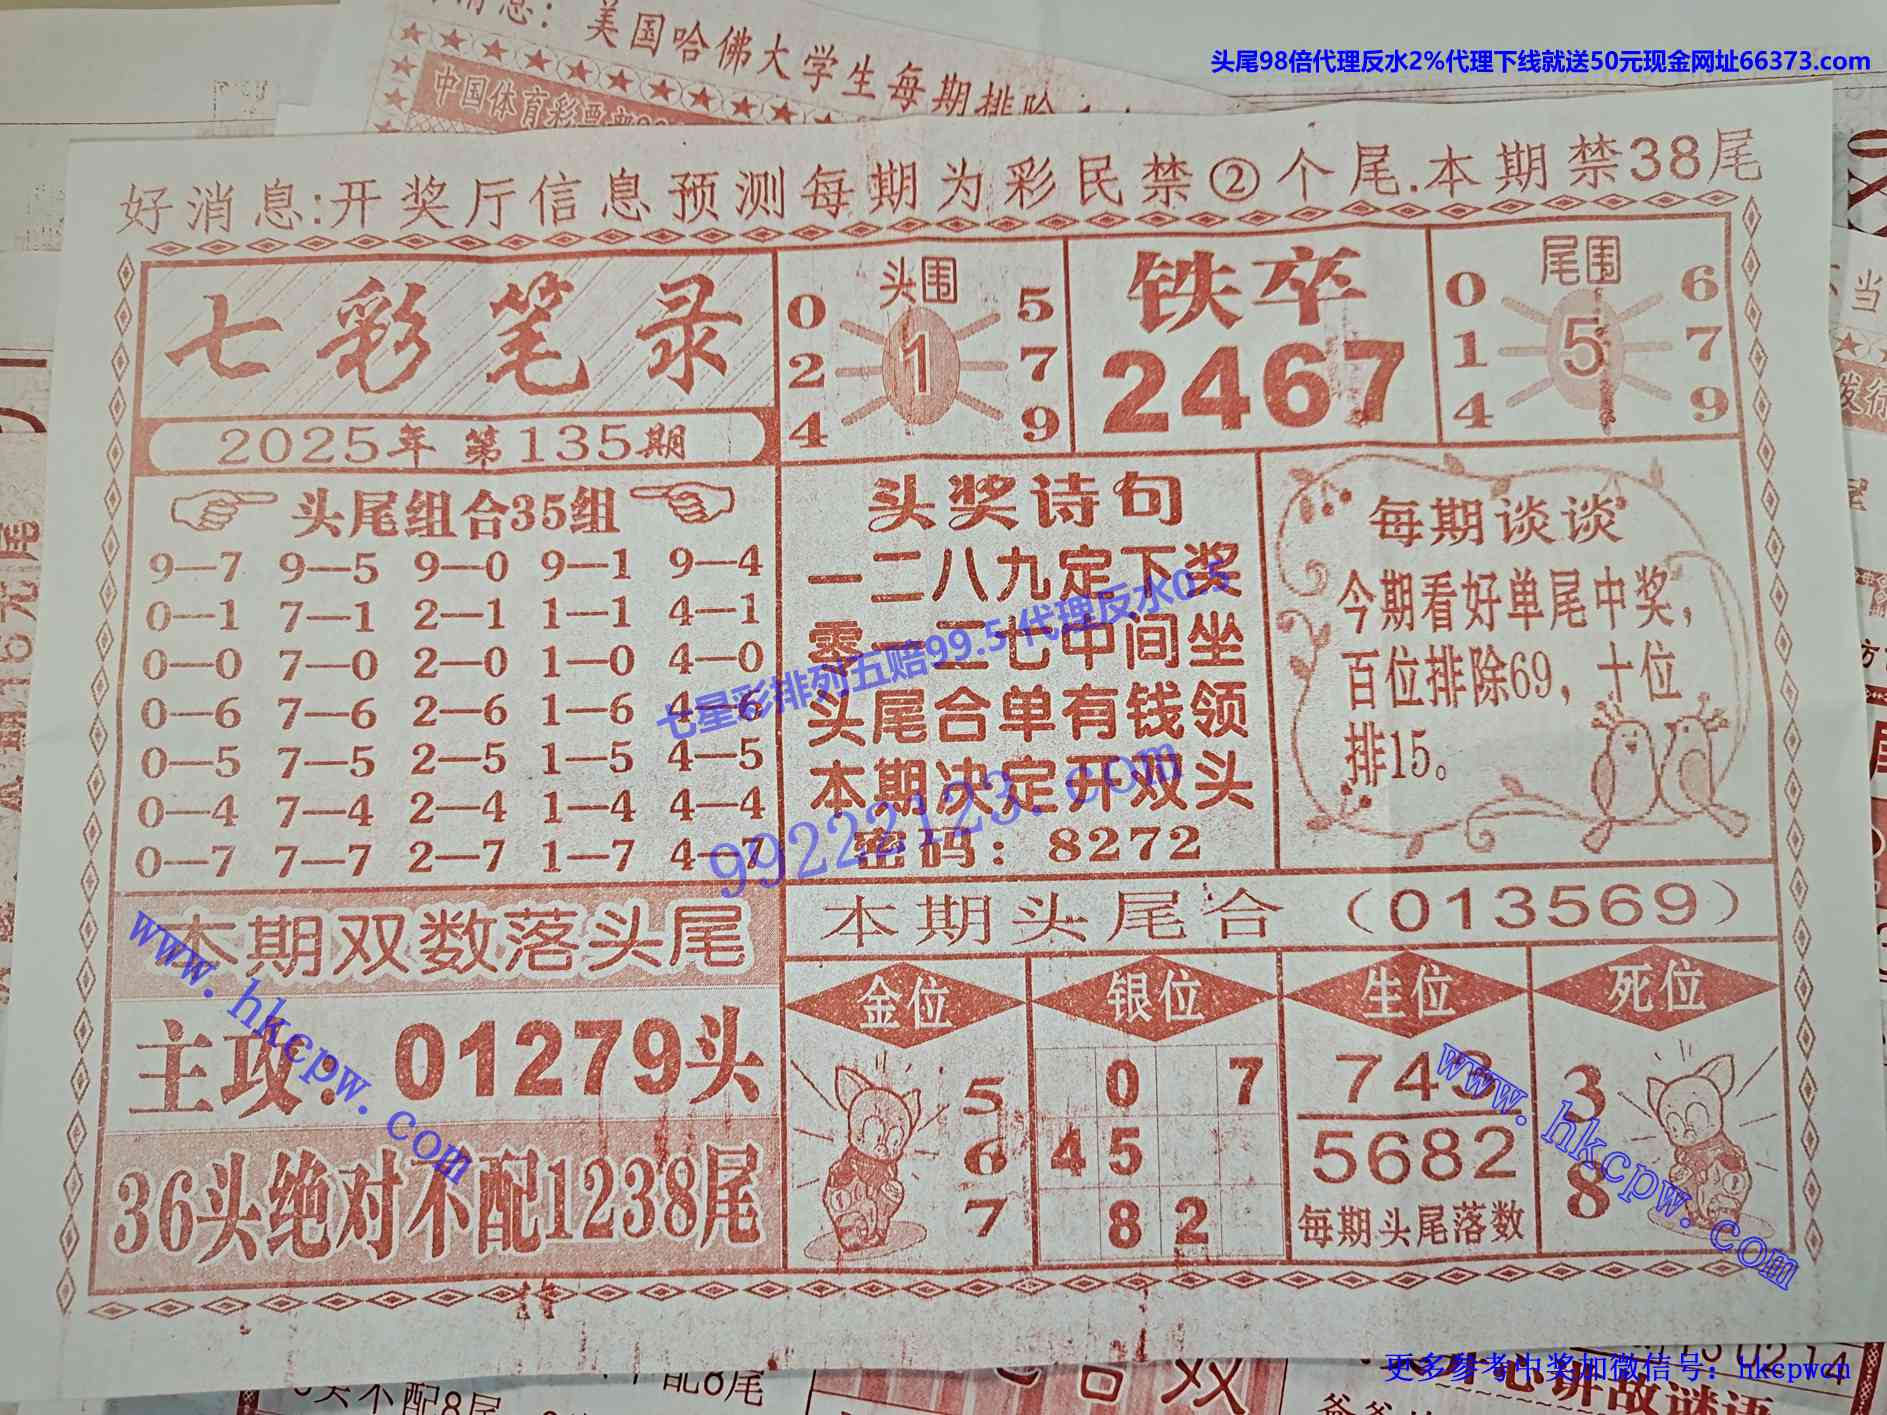 美国哈佛大学生每期排除
中国体育彩票
头尾98倍代理反水2%代理下线就送50元现金网址66373.com
好消息:开奖厅信息预测每期为彩民禁②个尾.本期禁38尾
七彩笔录
2025年 第135期
头围
0 5
2 1 7
4 9
铁卒
2467
尾围
0 6
1 5 7
4 9
头尾组合35组
9—7 9—5 9—0 9—1 9—4
0—1 7—1 2—1 1—1 4—1
0—0 7—0 2—0 1—0 4—0
0—6 7—6 2—6 1—6 4—6
0—5 7—5 2—5 1—5 4—5
0—4 7—4 2—4 1—4 4—4
0—7 7—7 2—7 1—7 4—7
头奖诗句
一二八九定下奖
零一二七中间坐
头尾合单有钱领
本期决定开双头
密码：8272
七星彩排列五赔99.5代理反水0.5
99222123.com
每期谈谈
今期看好单尾中奖，
百位排除69，十位
排15。
本期双数落头尾
主攻：01279头
36头绝对不配1238尾
本期头尾合（013569）
金位
5
6
7
银位
0 7
4 5
8 2
生位
743
5682
每期头尾落数
死位
3
8
www.hkcpw.com
www.hkcpw.com
更多参考中奖加微信号：hkcpwcn
不配8尾
配8尾
双